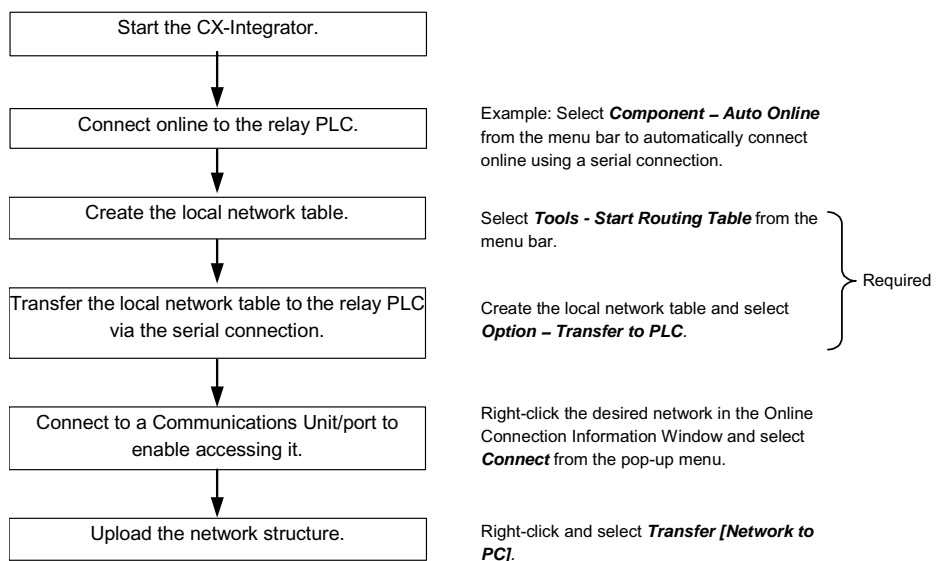 Start the CX-Integrator.
Connect online to the relay PLC.
Example: Select Component – Auto Online
from the menu bar to automatically connect
online using a serial connection.
Create the local network table.
Select Tools - Start Routing Table from the
menu bar.
Required
Transfer the local network table to the relay PLC
via the serial connection.
Create the local network table and select
Option – Transfer to PLC.
Connect to a Communications Unit/port to
enable accessing it.
Right-click the desired network in the Online
Connection Information Window and select
Connect from the pop-up menu.
Upload the network structure.
Right-click and select Transfer [Network to
PC].